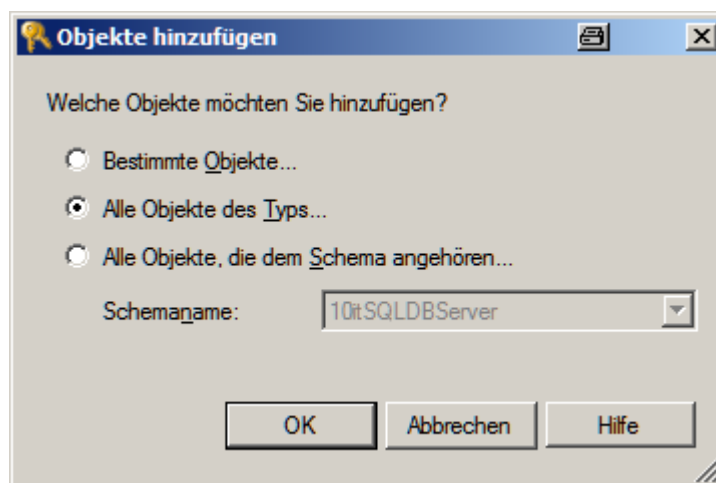 Objekte hinzufügen
Welche Objekte möchten Sie hinzufügen?
Bestimmte Objekte...
Alle Objekte des Typs...
Alle Objekte, die dem Schema angehören...
Schemaname: 10itSQLDBServer
OK Abbrechen Hilfe